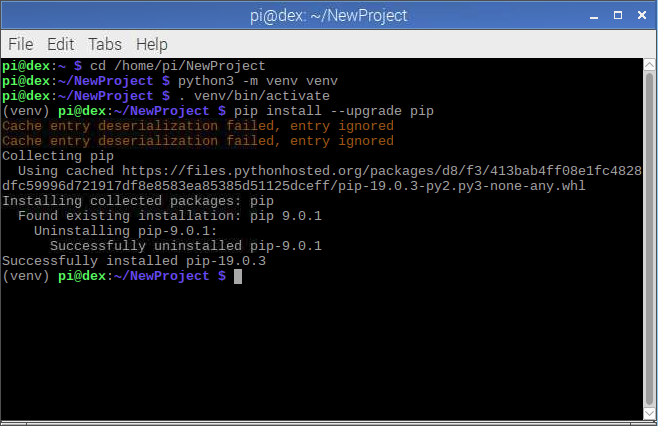 pi@dex: ~/NewProject
File Edit Tabs Help
pi@dex:~ $ cd /home/pi/NewProject
pi@dex:~/NewProject $ python3 -m venv venv
pi@dex:~/NewProject $ . venv/bin/activate
(venv) pi@dex:~/NewProject $ pip install --upgrade pip
Cache entry deserialization failed, entry ignored
Cache entry deserialization failed, entry ignored
Collecting pip
  Using cached https://files.pythonhosted.org/packages/d8/f3/413bab4ff08e1fc4828
dfc59996d721917df8e8583ea85385d51125dceff/pip-19.0.3-py2.py3-none-any.whl
Installing collected packages: pip
  Found existing installation: pip 9.0.1
    Uninstalling pip-9.0.1:
      Successfully uninstalled pip-9.0.1
Successfully installed pip-19.0.3
(venv) pi@dex:~/NewProject $